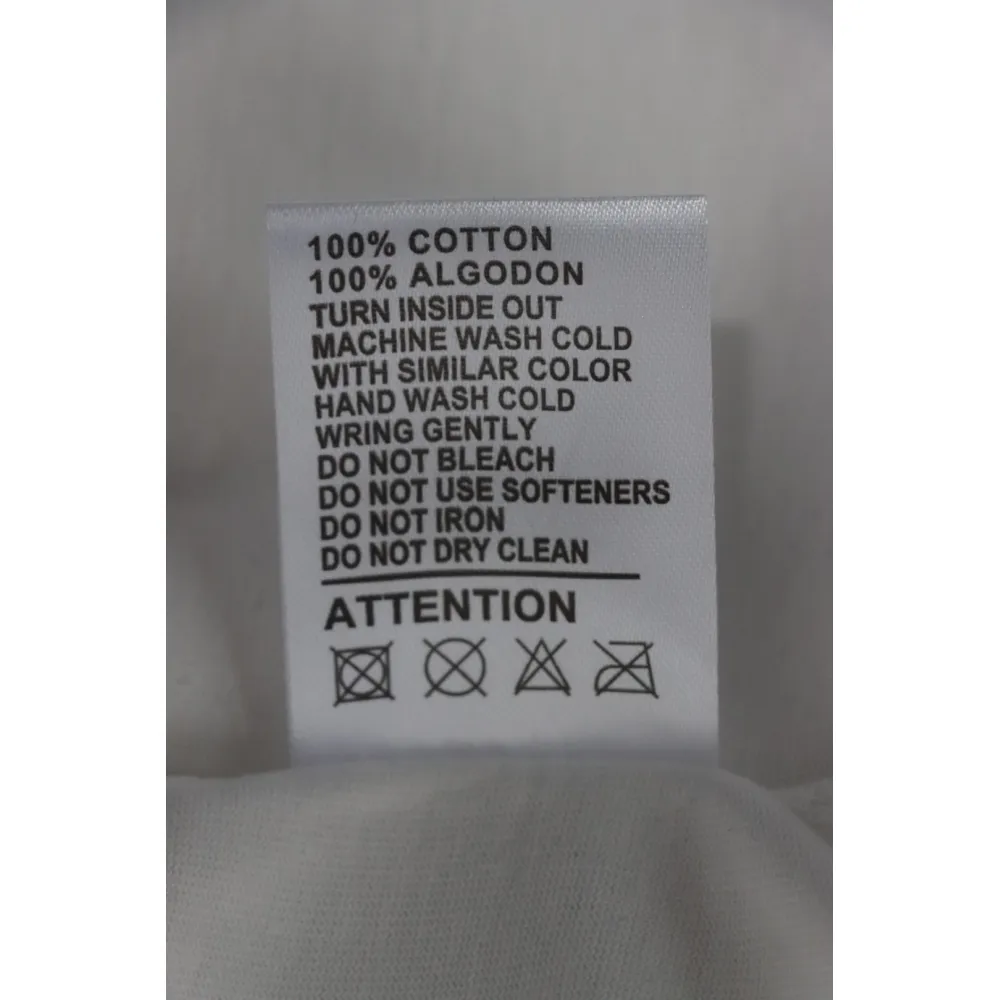 100% COTTON
100% ALGODON
TURN INSIDE OUT
MACHINE WASH COLD
WITH SIMILAR COLOR
HAND WASH COLD
WRING GENTLY
DO NOT BLEACH
DO NOT USE SOFTENERS
DO NOT IRON
DO NOT DRY CLEAN
ATTENTION